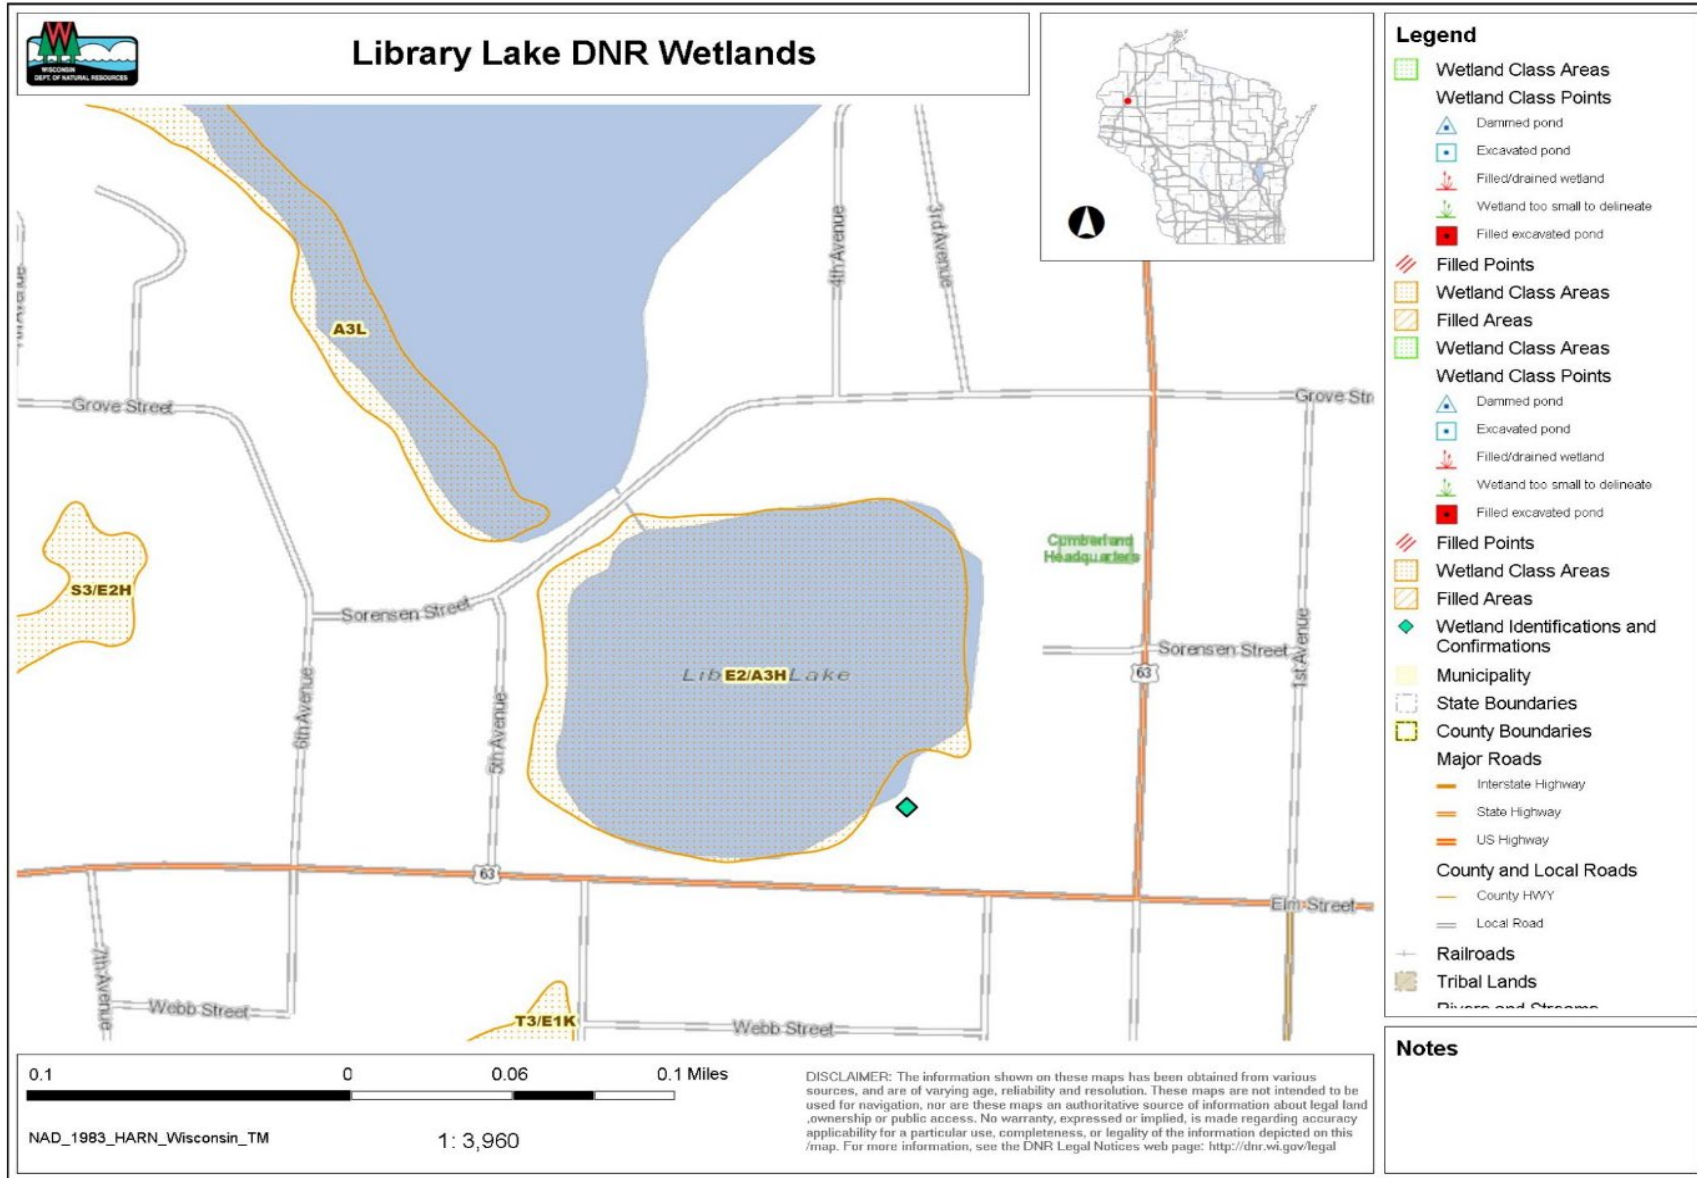 WISCONSIN
DEPT. OF NATURAL RESOURCES
Library Lake DNR Wetlands
4th Avenue
3rd Avenue
A3L
Grove Street
Grove Str
S3/E2H
Cumberland
Headquarters
Sorensen Street
Sorensen Street
63
1st Avenue
6th Avenue
5th Avenue
Lib
E2/A3H
Lake
63
Elm Street
7th Avenue
Webb Street
T3/E1K
Webb Street
Legend
Wetland Class Areas
Wetland Class Points
Dammed pond
Excavated pond
Filled/drained wetland
Wetland too small to delineate
Filled excavated pond
Filled Points
Wetland Class Areas
Filled Areas
Wetland Class Areas
Wetland Class Points
Dammed pond
Excavated pond
Filled/drained wetland
Wetland too small to delineate
Filled excavated pond
Filled Points
Wetland Class Areas
Filled Areas
Wetland Identifications and
Confirmations
Municipality
State Boundaries
County Boundaries
Major Roads
Interstate Highway
State Highway
US Highway
County and Local Roads
County HWY
Local Road
Railroads
Tribal Lands
Rivers and Streams
Notes
0.1 0 0.06 0.1 Miles
NAD_1983_HARN_Wisconsin_TM
1: 3,960
DISCLAIMER: The information shown on these maps has been obtained from various
sources, and are of varying age, reliability and resolution. These maps are not intended to be
used for navigation, nor are these maps an authoritative source of information about legal land
,ownership or public access. No warranty, expressed or implied, is made regarding accuracy
applicability for a particular use, completeness, or legality of the information depicted on this
/map. For more information, see the DNR Legal Notices web page: http://dnr.wi.gov/legal